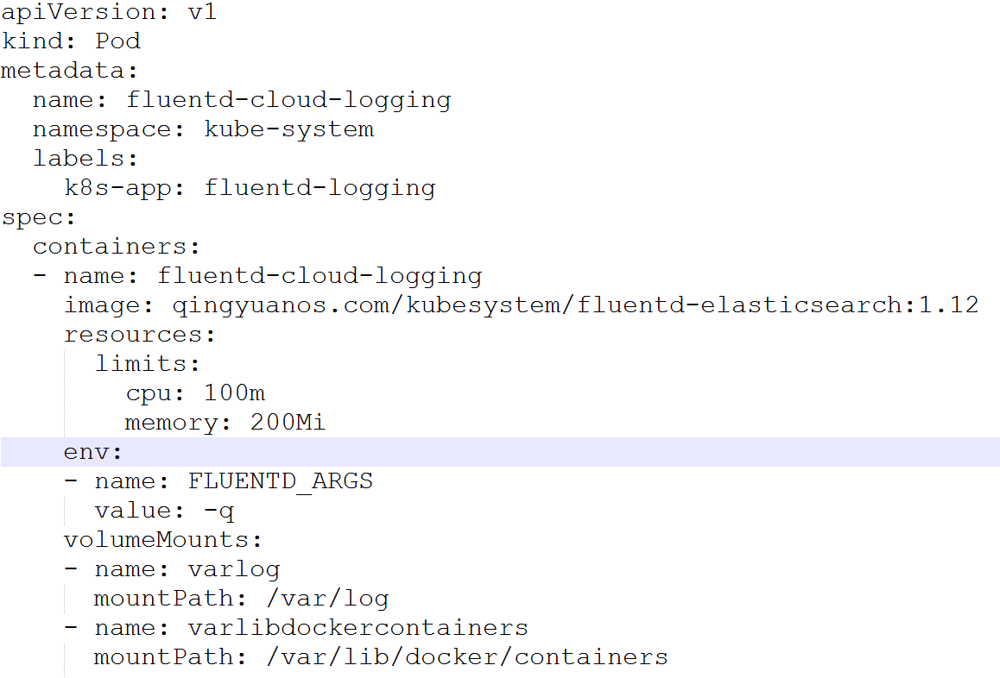 apiVersion: v1
kind: Pod
metadata:
  name: fluentd-cloud-logging
  namespace: kube-system
  labels:
    k8s-app: fluentd-logging
spec:
  containers:
  - name: fluentd-cloud-logging
    image: qingyuanos.com/kubesystem/fluentd-elasticsearch:1.12
    resources:
      limits:
        cpu: 100m
        memory: 200Mi
    env:
    - name: FLUENTD_ARGS
      value: -q
    volumeMounts:
    - name: varlog
      mountPath: /var/log
    - name: varlibdockercontainers
      mountPath: /var/lib/docker/containers